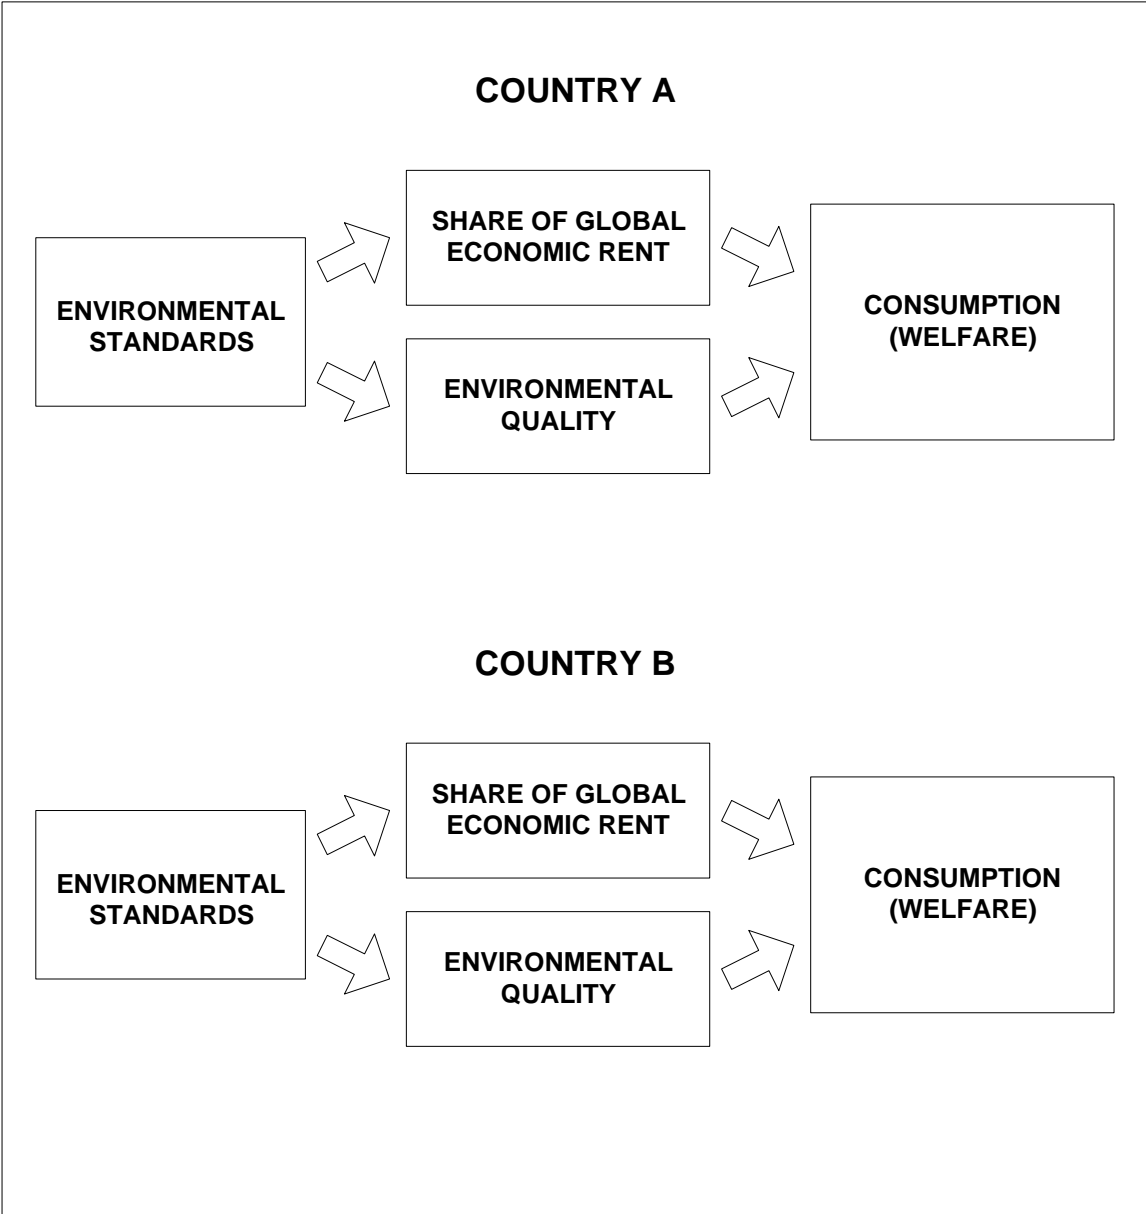 COUNTRY A
SHARE OF GLOBAL
ECONOMIC RENT
ENVIRONMENTAL
STANDARDS
CONSUMPTION
(WELFARE)
ENVIRONMENTAL
QUALITY
COUNTRY B
SHARE OF GLOBAL
ECONOMIC RENT
ENVIRONMENTAL
STANDARDS
CONSUMPTION
(WELFARE)
ENVIRONMENTAL
QUALITY